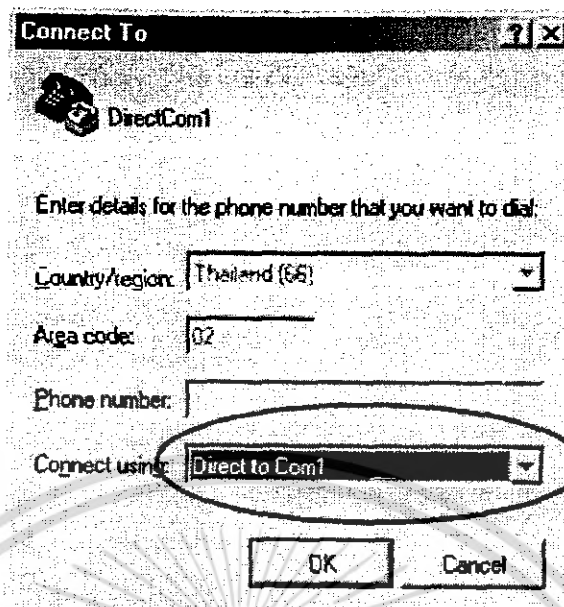 Connect To
DirectCom1
Enter details for the phone number that you want to dial:
Country/region: Thailand (66)
Area code: 02
Phone number:
Connect using: Direct to Com1
OK Cancel